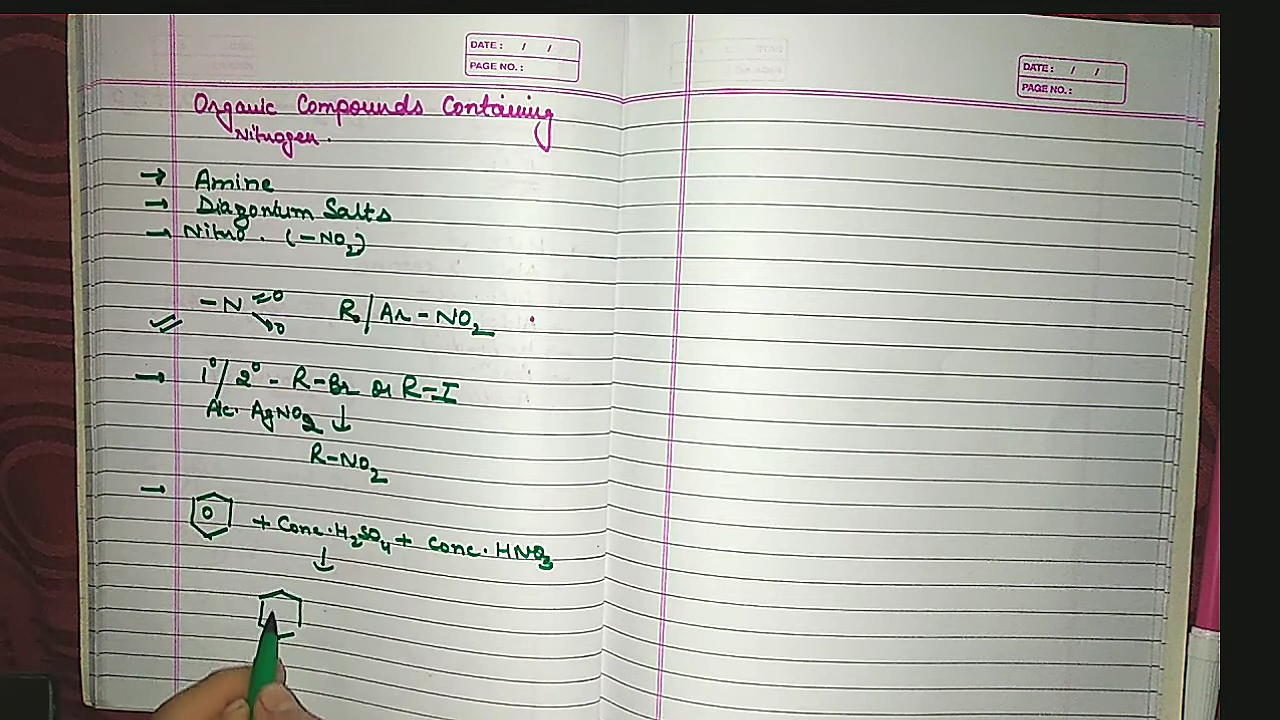 DATE: / /
PAGE NO.:
DATE: / /
PAGE NO.:
Organic Compounds Containing
Nitrogen.
→ Amine
→ Diazonium Salts
→ Nitro. (-NO₂)
-N =O
→O
R/Ar-NO₂
→ 1°/2° - R-Br or R-I
Alc. AgNO₂ ↓
R-NO₂
→
+ Conc. H₂SO₄ + Conc. HNO₃
↓